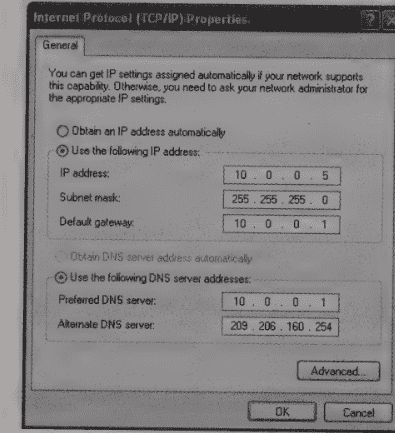 Internet Protocol (TCP/IP) Properties
General
You can get IP settings assigned automatically if your network supports
this capability. Otherwise, you need to ask your network administrator for
the appropriate IP settings.
Obtain an IP address automatically
Use the following IP address:
IP address: 10 . 0 . 0 . 5
Subnet mask: 255 . 255 . 255 . 0
Default gateway: 10 . 0 . 0 . 1
Obtain DNS server address automatically
Use the following DNS server addresses:
Preferred DNS server: 10 . 0 . 0 . 1
Alternate DNS server: 209 . 206 . 160 . 254
Advanced...
OK Cancel